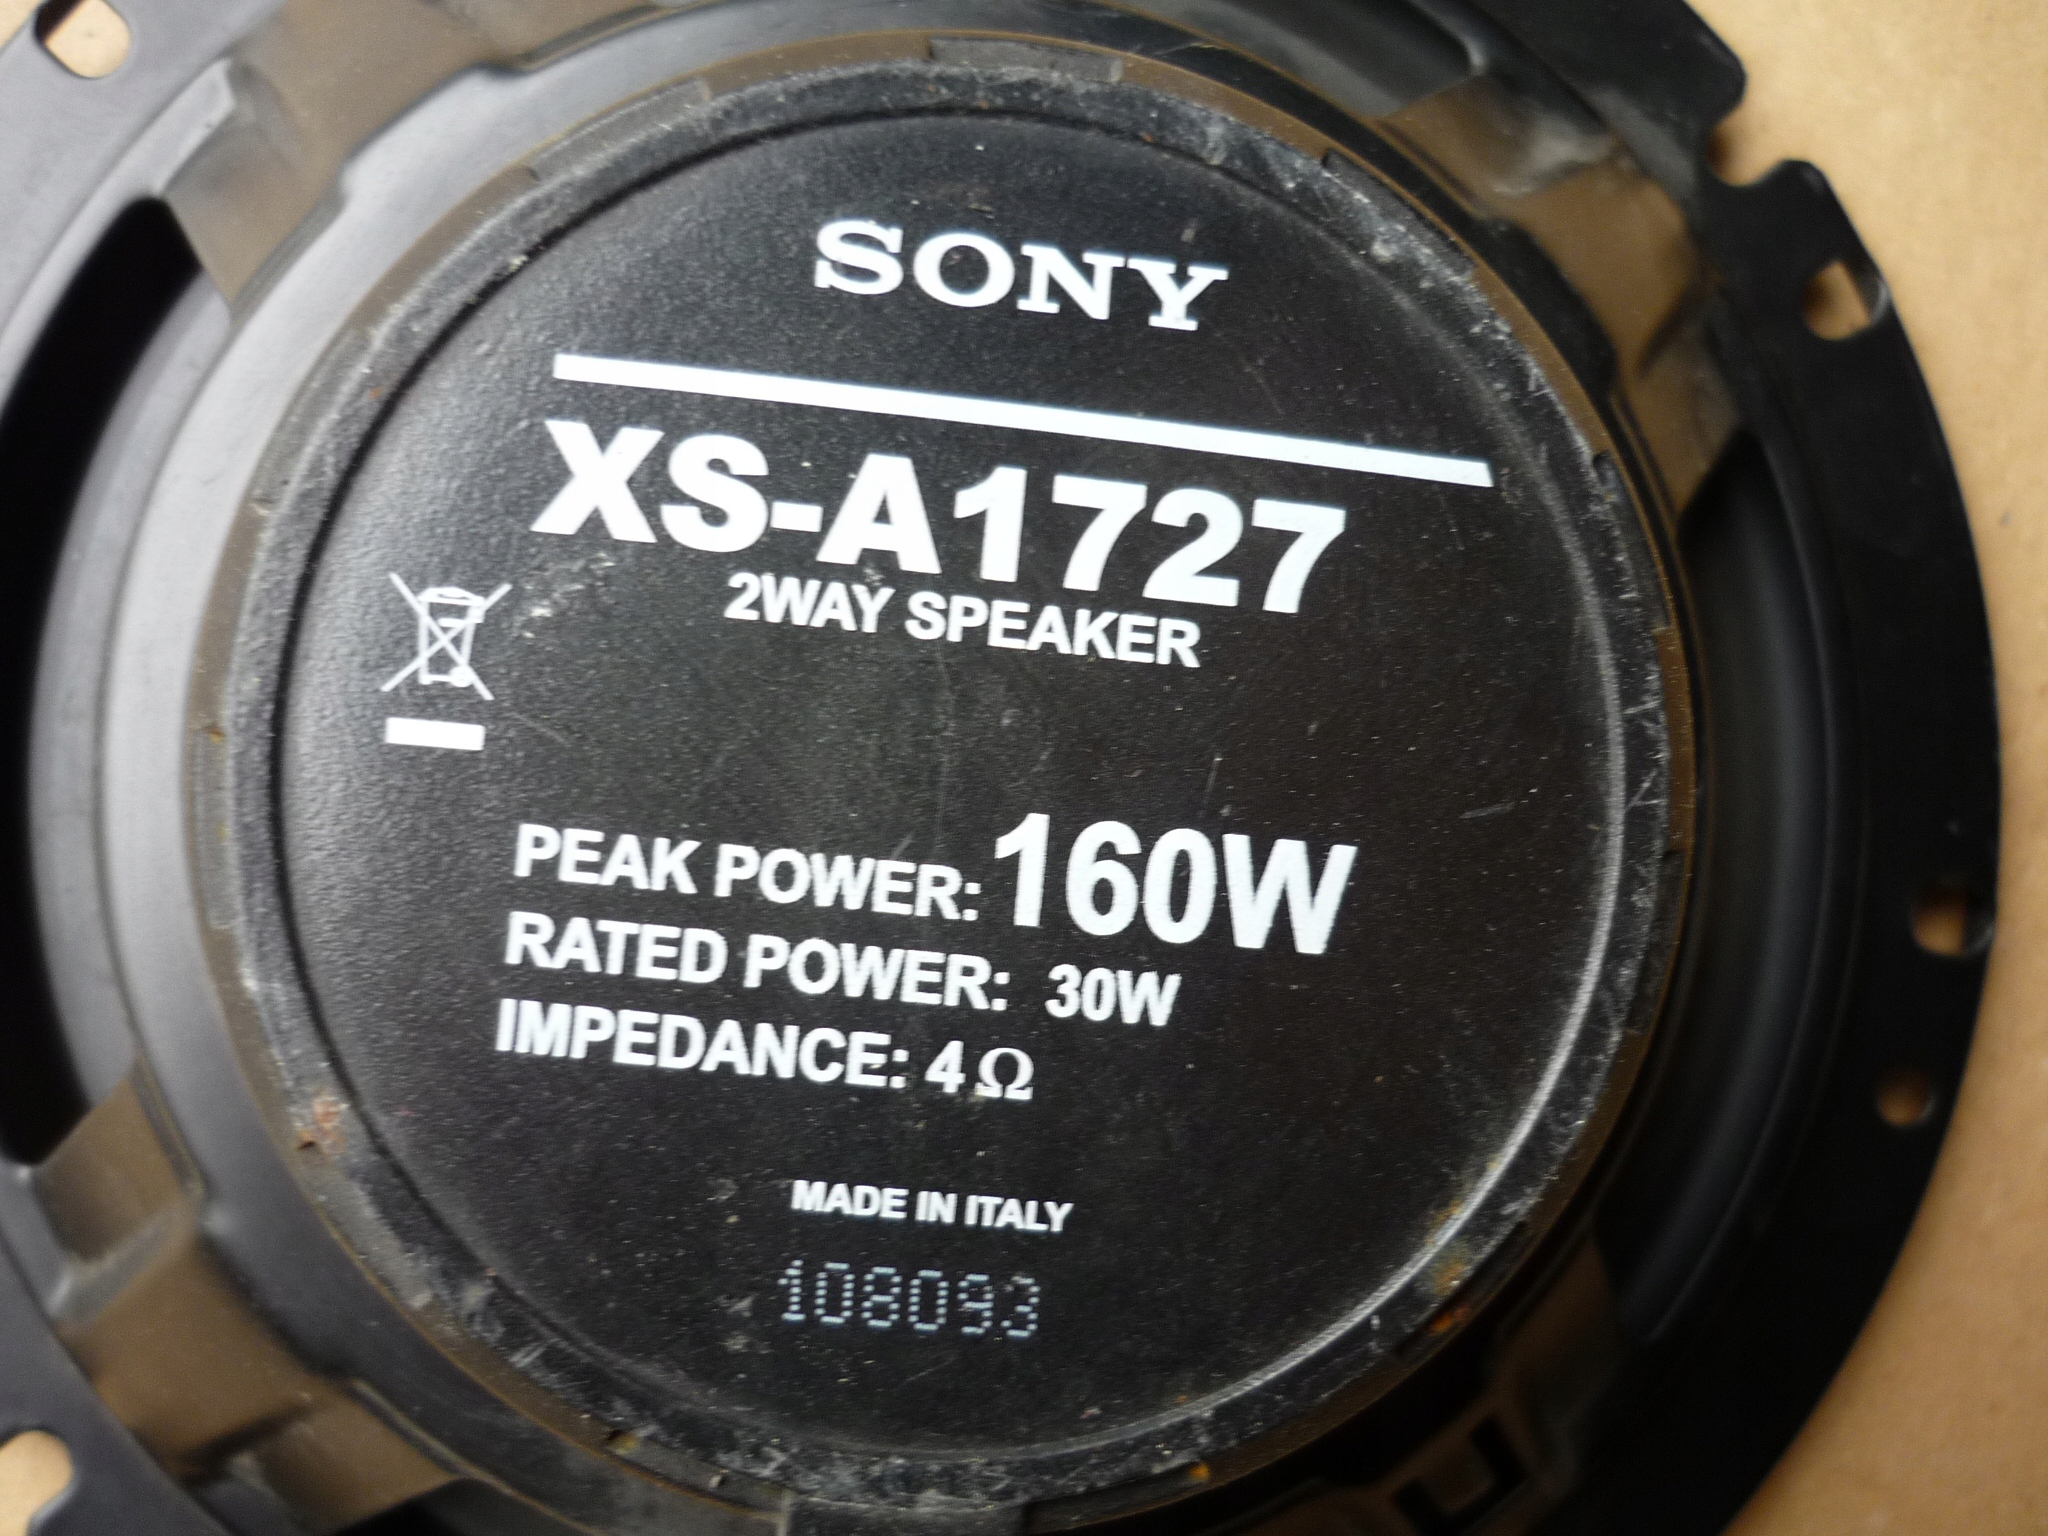 SONY
XS-A1727
2WAY SPEAKER
PEAK POWER: 160W
RATED POWER: 30W
IMPEDANCE: 4Ω
MADE IN ITALY
108093